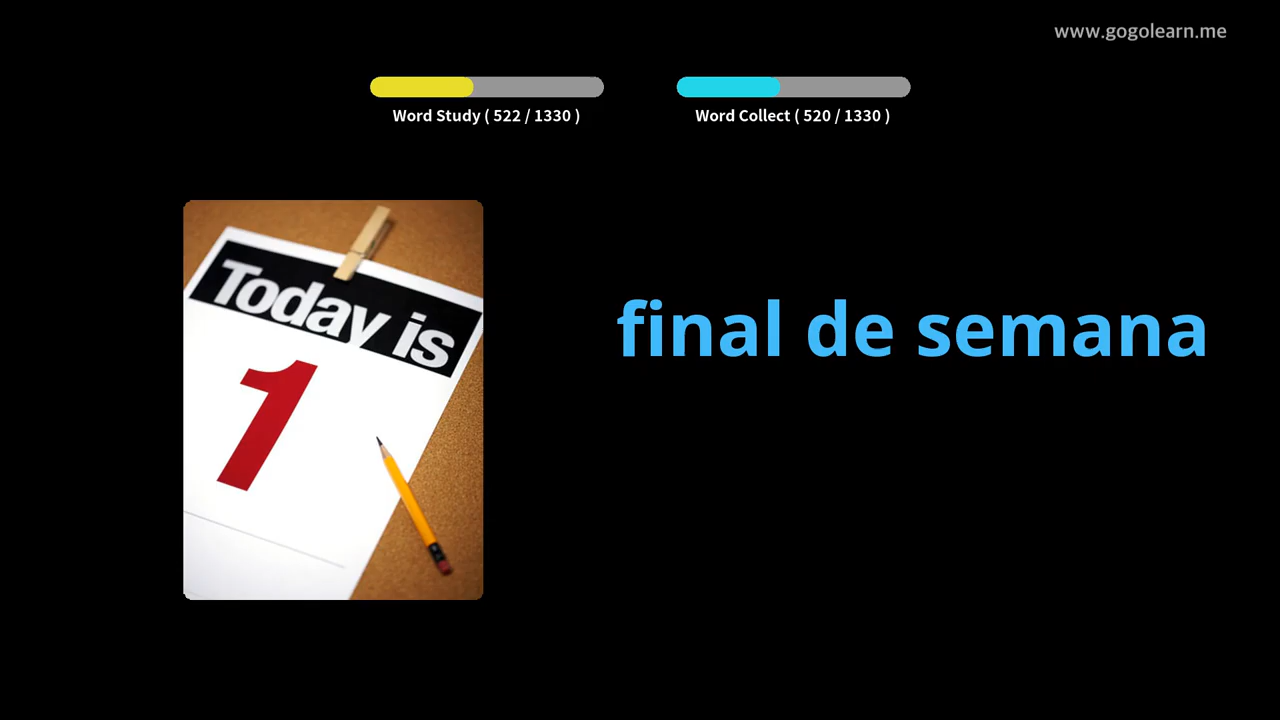 www.gogolearn.me
Word Study ( 522 / 1330 )
Word Collect ( 520 / 1330 )
Today is
1
final de semana